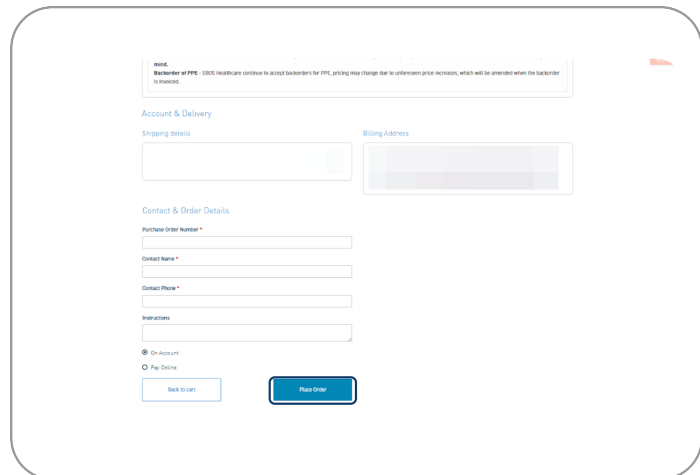 mind.
Backorder of PPE - EBOS Healthcare continue to accept backorders for PPE, pricing may change due to unforeseen price increases, which will be amended when the backorder
is invoiced.
Account & Delivery
Shipping details
Billing Address
Contact & Order Details
Purchase Order Number *
Contact Name *
Contact Phone *
Instructions
On Account
Pay Online
Back to cart
Place Order